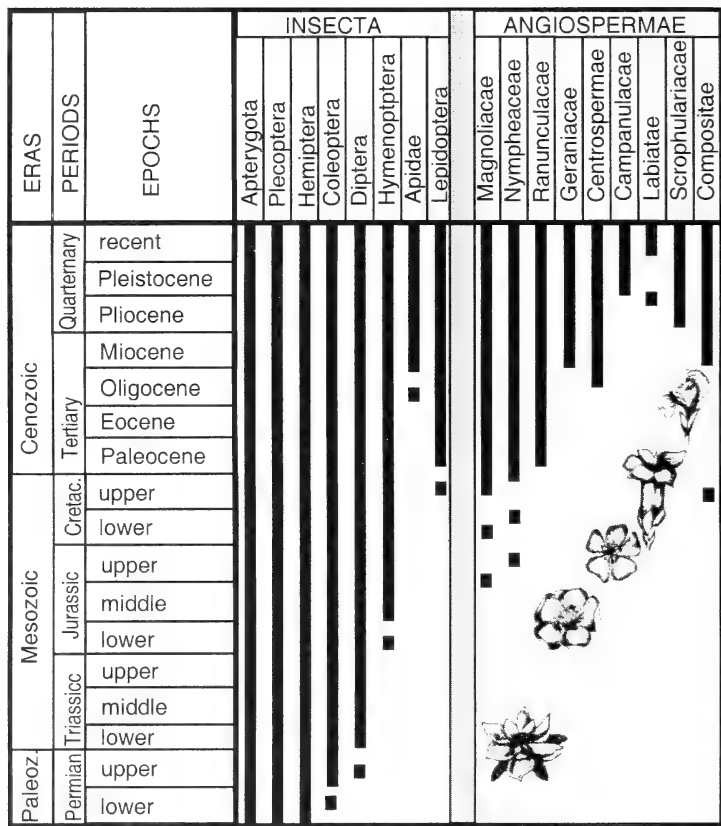 INSECTA
ANGIOSPERMAE
ERAS
PERIODS
EPOCHS
Apterygota
Plecoptera
Hemiptera
Coleoptera
Diptera
Hymenoptptera
Apidae
Lepidoptera
Magnoliacae
Nympheaceae
Ranunculacae
Geraniacae
Centrospermae
Campanulacae
Labiatae
Scrophulariacae
Compositae
Cenozoic
Quarternary
recent
Pleistocene
Pliocene
Tertiary
Miocene
Oligocene
Eocene
Paleocene
Mesozoic
Cretac.
upper
lower
Jurassic
upper
middle
lower
Triassicc
upper
middle
lower
Paleoz.
Permian
upper
lower